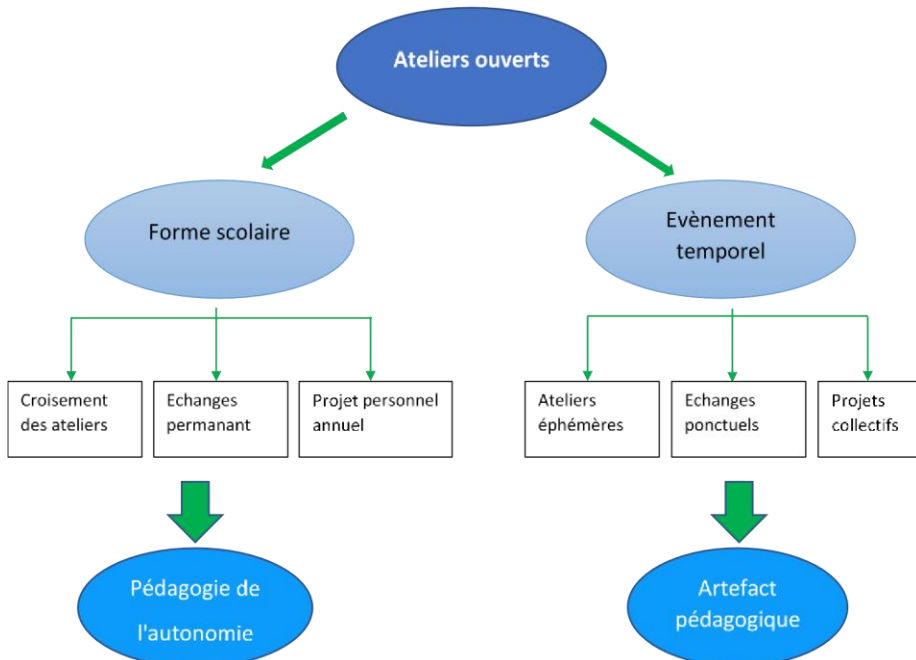 Ateliers ouverts
Forme scolaire
Evènement
temporel
Croisement
des ateliers
Echanges
permanant
Projet personnel
annuel
Ateliers
éphémères
Echanges
ponctuels
Projets
collectifs
Pédagogie de
l'autonomie
Artefact
pédagogique